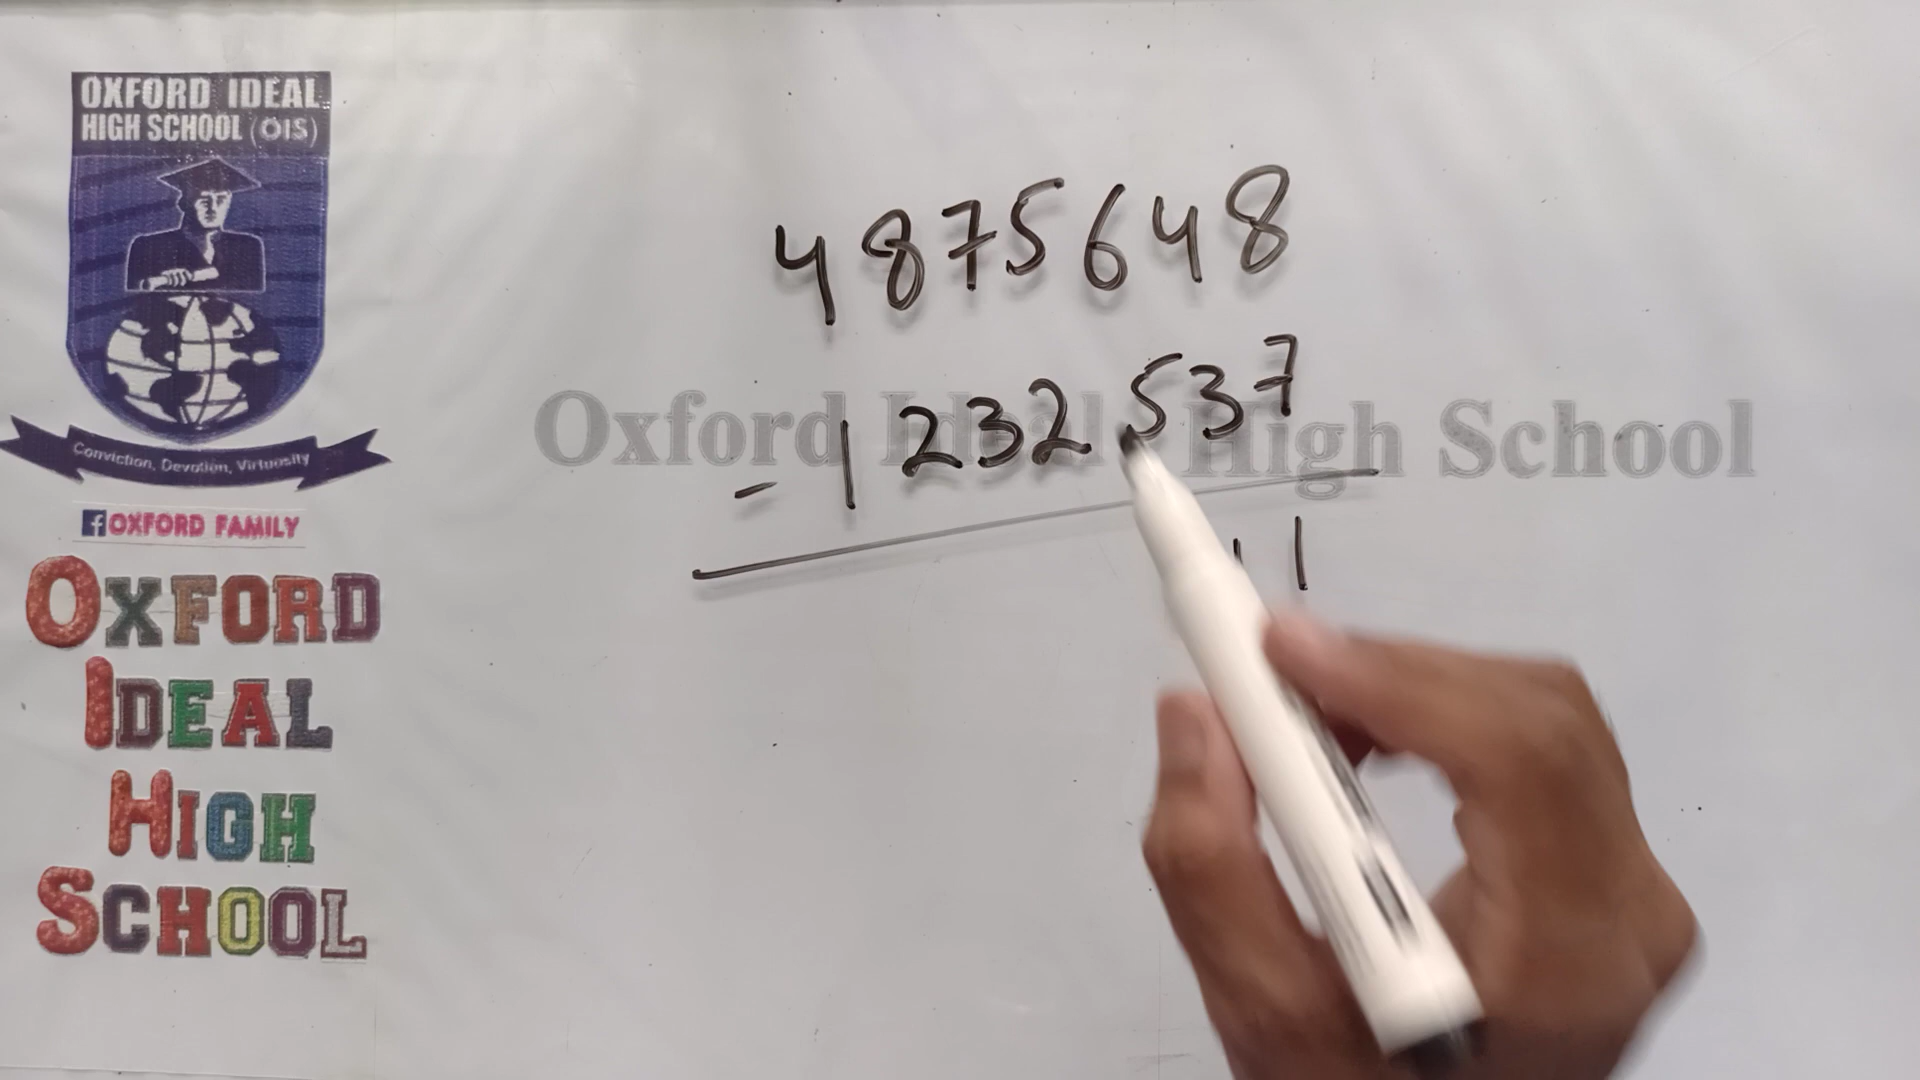 OXFORD IDEAL
HIGH SCHOOL (OIS)
Conviction, Devotion, Virtuosity
f OXFORD FAMILY
OXFORD
IDEAL
HIGH
SCHOOL
4875648
- 1232537
11
Oxford Ideal High School